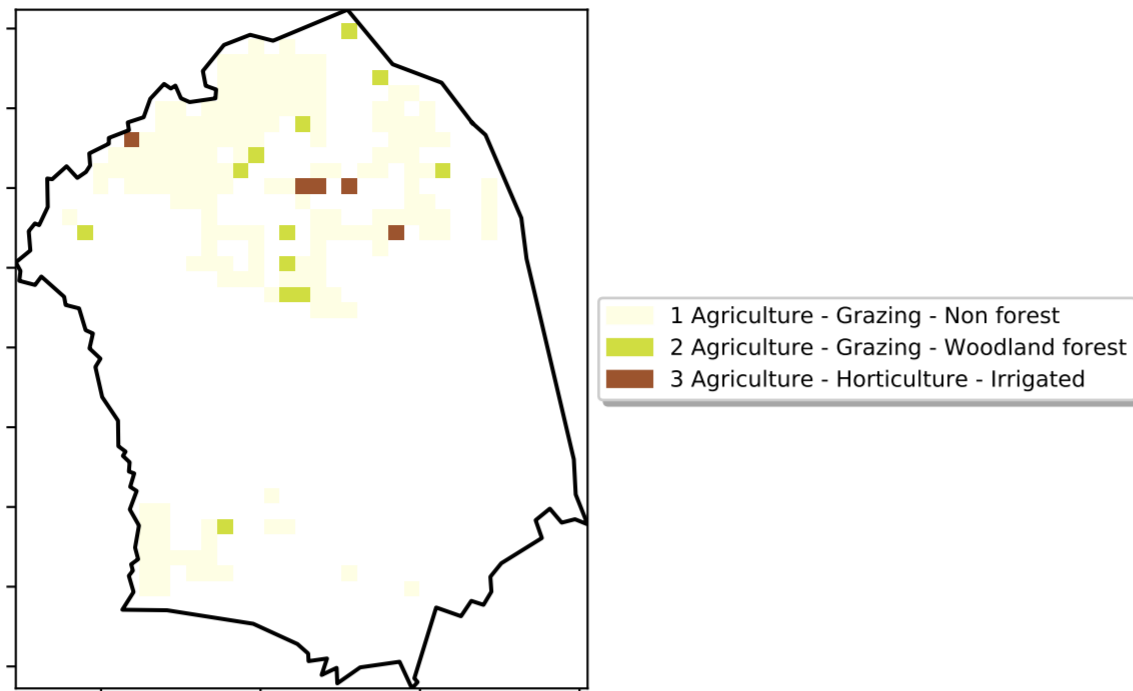 1 Agriculture - Grazing - Non forest
2 Agriculture - Grazing - Woodland forest
3 Agriculture - Horticulture - Irrigated